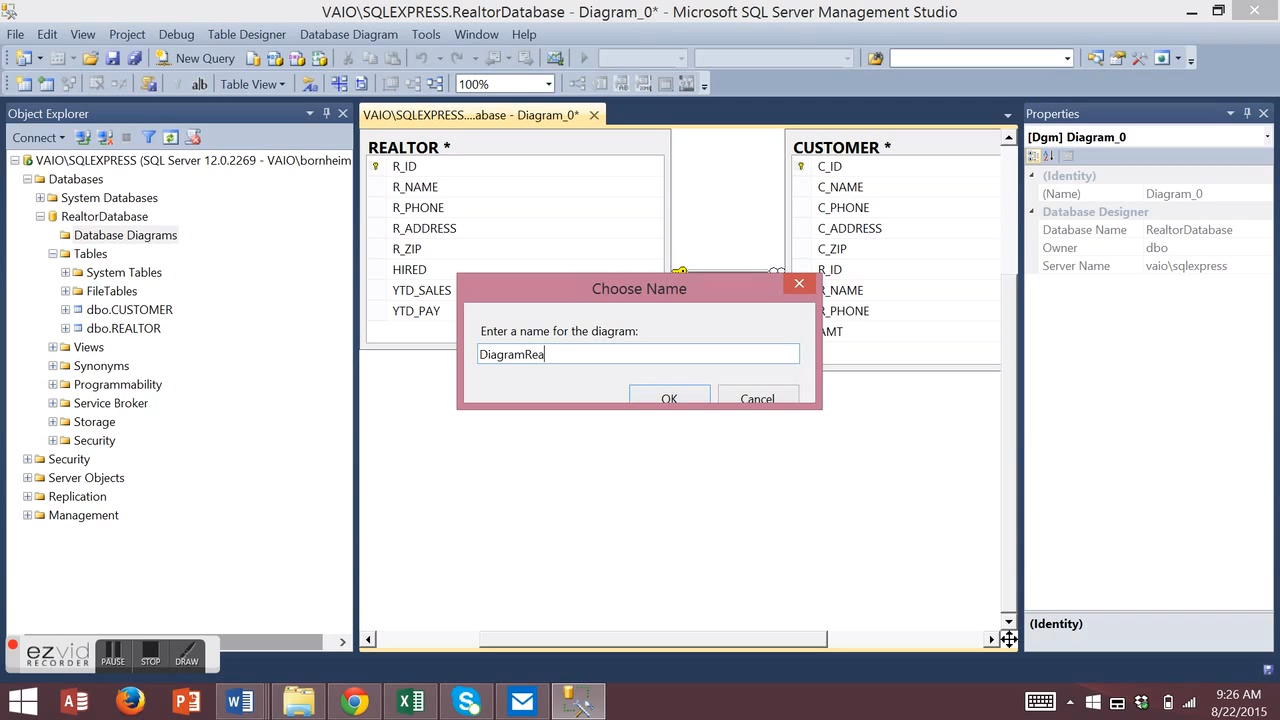 VAIO\SQLEXPRESS.RealtorDatabase - Diagram_0* - Microsoft SQL Server Management Studio
File Edit View Project Debug Table Designer Database Diagram Tools Window Help
New Query
ab Table View 100%
Object Explorer
VAIO\SQLEXPRESS....abase - Diagram_0*
Properties
Connect
[Dgm] Diagram_0
VAIO\SQLEXPRESS (SQL Server 12.0.2269 - VAIO\bornheim
Databases
System Databases
RealtorDatabase
Database Diagrams
Tables
System Tables
FileTables
dbo.CUSTOMER
dbo.REALTOR
Views
Synonyms
Programmability
Service Broker
Storage
Security
Security
Server Objects
Replication
Management
REALTOR *
R_ID
R_NAME
R_PHONE
R_ADDRESS
R_ZIP
HIRED
YTD_SALES
YTD_PAY
CUSTOMER *
C_ID
C_NAME
C_PHONE
C_ADDRESS
C_ZIP
R_ID
R_NAME
R_PHONE
AMT
Choose Name
Enter a name for the diagram:
DiagramRea
OK Cancel
(Identity)
(Name) Diagram_0
Database Designer
Database Name RealtorDatabase
Owner dbo
Server Name vaio\sqlexpress
(Identity)
ezvid
RECORDER
PAUSE STOP DRAW
9:26 AM
8/22/2015